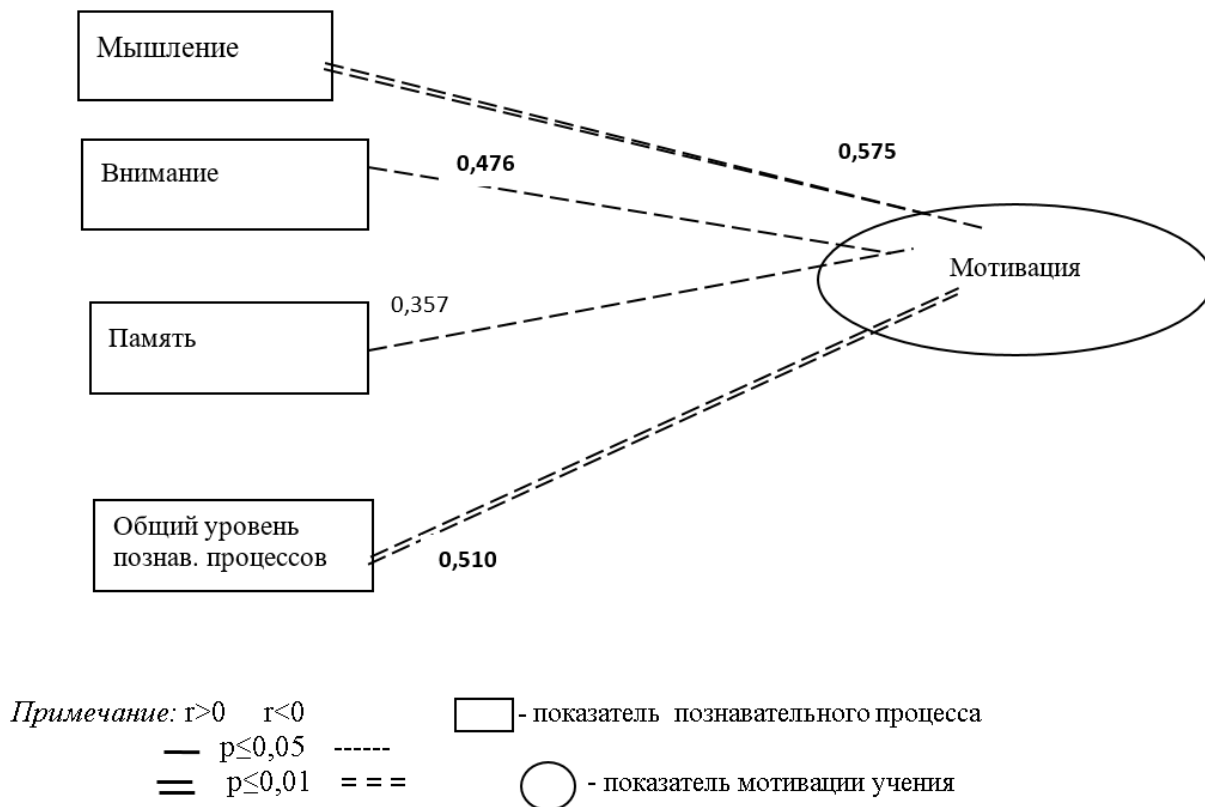 Мышление
0,575
Внимание
0,476
Мотивация
0,357
Память
Общий уровень
познав. процессов
0,510
Примечание: r>0 r<0
- показатель познавательного процесса
p≤0,05
p≤0,01
- показатель мотивации учения